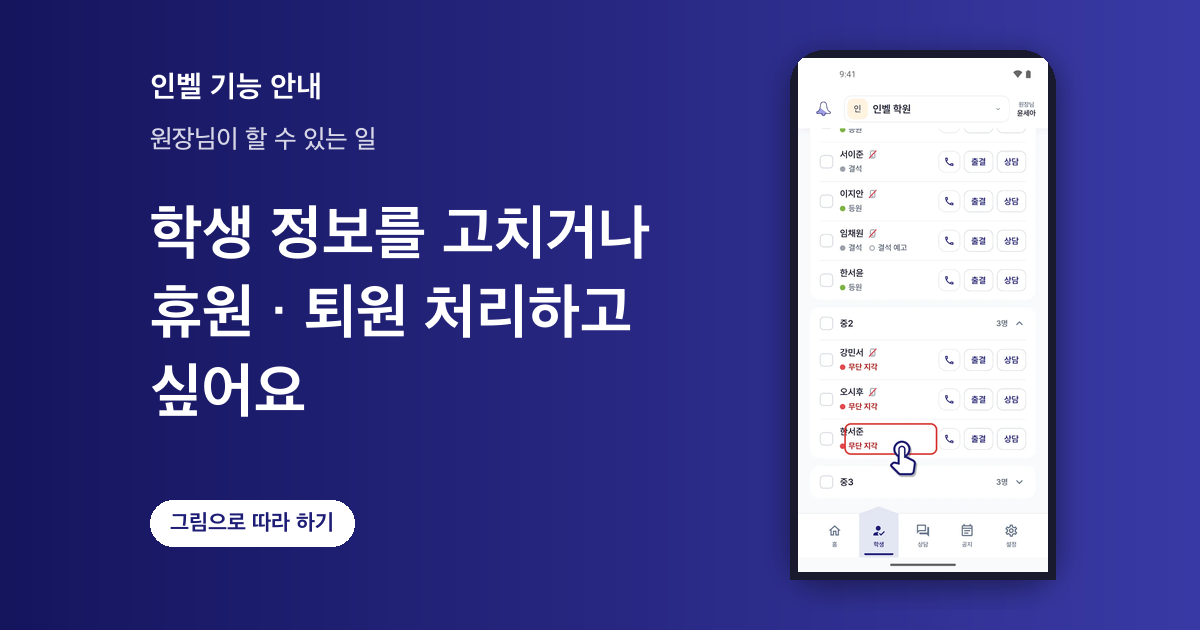 인벨 기능 안내
원장님이 할 수 있는 일
학생 정보를 고치거나
휴원 · 퇴원 처리하고
싶어요
그림으로 따라 하기
9:41
인 인벨 학원
원장님
윤세아
등원
서이준
결석
출결 상담
이지안
등원
출결 상담
임채원
결석 결석 예고
출결 상담
한서윤
등원
출결 상담
중2 3명
강민서
무단 지각
출결 상담
오시후
무단 지각
출결 상담
한서준
무단 지각
출결 상담
중3 3명
홈 학생 상담 공지 설정